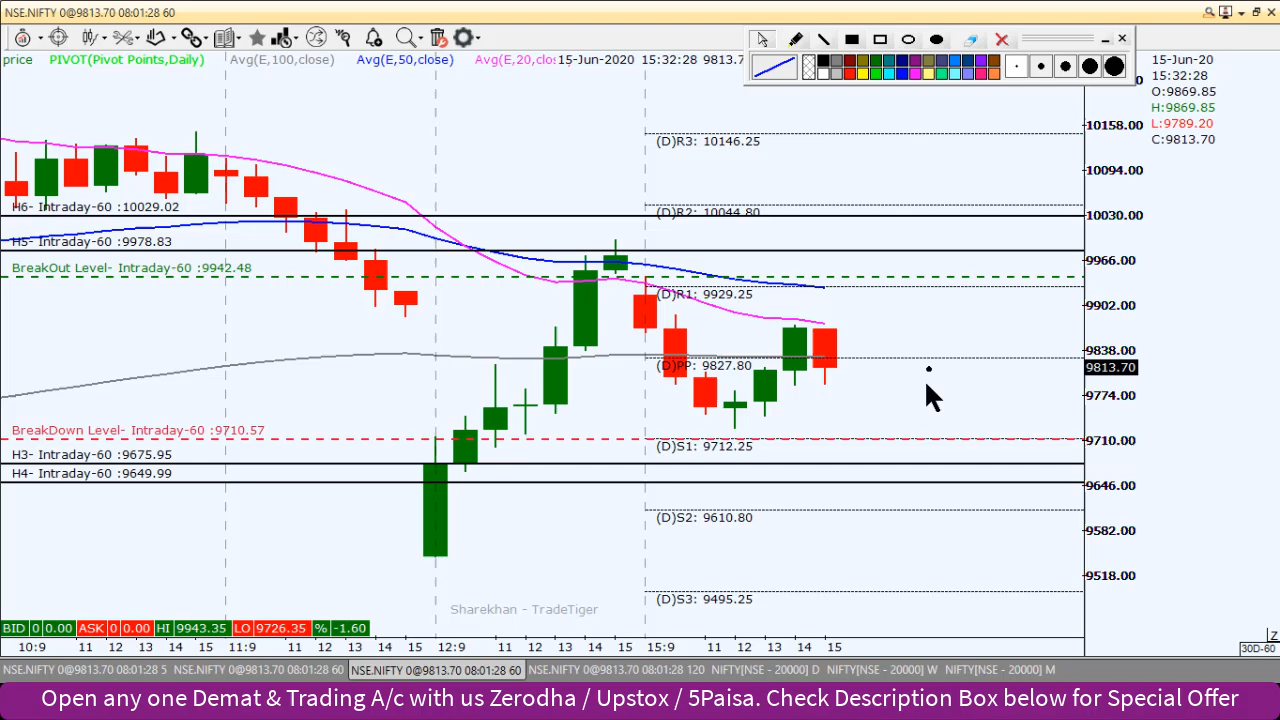 NSE.NIFTY 0@9813.70 08:01:28 60
price PIVOT(Pivot Points,Daily) Avg(E,100,close) Avg(E,50,close) Avg(E,20,clo: 15-Jun-2020 15:32:28 9813.7
15-Jun-20
15:32:28
O:9869.85
H:9869.85
L:9789.20
C:9813.70
10158.00
(D)R3: 10146.25
10094.00
H6- Intraday-60 :10029.02
(D)R2: 10044.80
10030.00
H5- Intraday-60 :9978.83
BreakOut Level- Intraday-60 :9942.48
9966.00
(D)R1: 9929.25
9902.00
9838.00
(D)PP: 9827.80
9813.70
9774.00
BreakDown Level- Intraday-60 :9710.57
9710.00
(D)S1: 9712.25
H3- Intraday-60 :9675.95
H4- Intraday-60 :9649.99
9646.00
(D)S2: 9610.80
9582.00
9518.00
(D)S3: 9495.25
Sharekhan - TradeTiger
BID 0 0.00 ASK 0 0.00 HI 9943.35 LO 9726.35 % -1.60
Z
10:9 11 12 13 14 15 11:9 11 12 13 14 15 12:9 11 12 13 14 15 15:9 11 12 13 14 15
30D-60
NSE.NIFTY 0@9813.70 08:01:28 5 NSE.NIFTY 0@9813.70 08:01:28 60 NSE.NIFTY 0@9813.70 08:01:28 60 NSE.NIFTY 0@9813.70 08:01:28 120 NIFTY[NSE - 20000] D NIFTY[NSE - 20000] W NIFTY[NSE - 20000] M
Open any one Demat & Trading A/c with us Zerodha / Upstox / 5Paisa. Check Description Box below for Special Offer